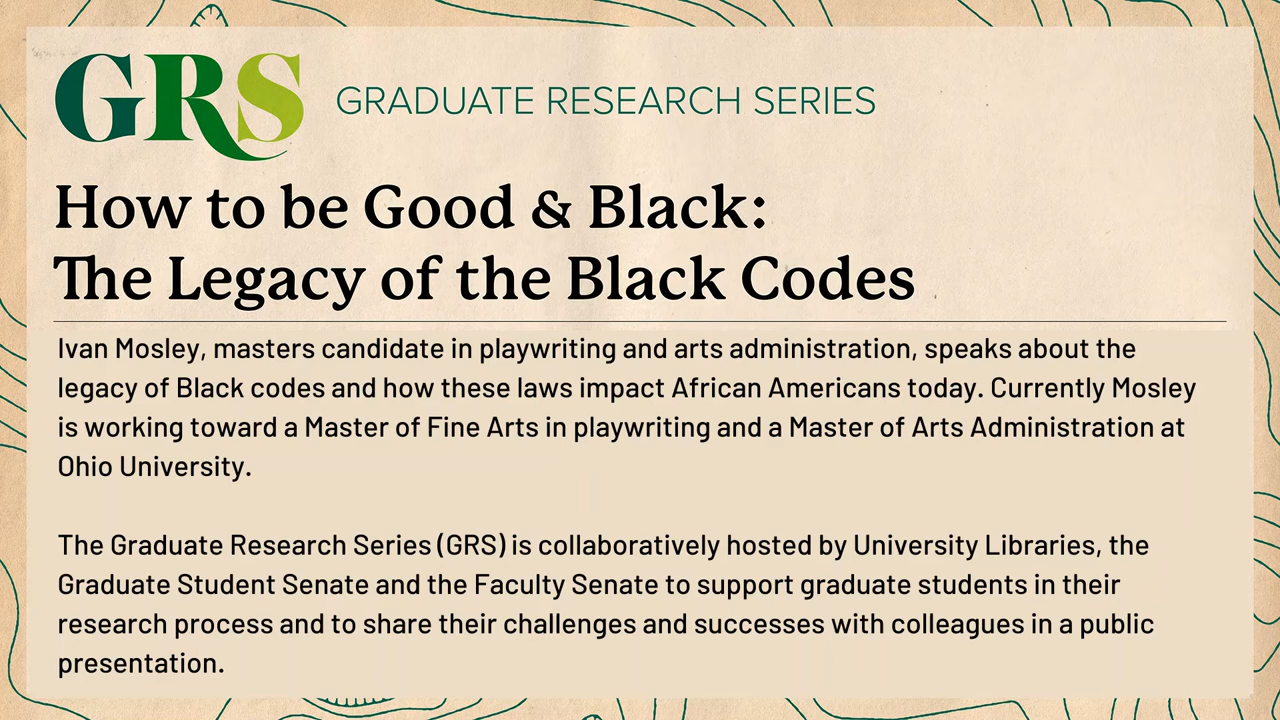 GRS GRADUATE RESEARCH SERIES
How to be Good & Black:
The Legacy of the Black Codes
Ivan Mosley, masters candidate in playwriting and arts administration, speaks about the
legacy of Black codes and how these laws impact African Americans today. Currently Mosley
is working toward a Master of Fine Arts in playwriting and a Master of Arts Administration at
Ohio University.
The Graduate Research Series (GRS) is collaboratively hosted by University Libraries, the
Graduate Student Senate and the Faculty Senate to support graduate students in their
research process and to share their challenges and successes with colleagues in a public
presentation.